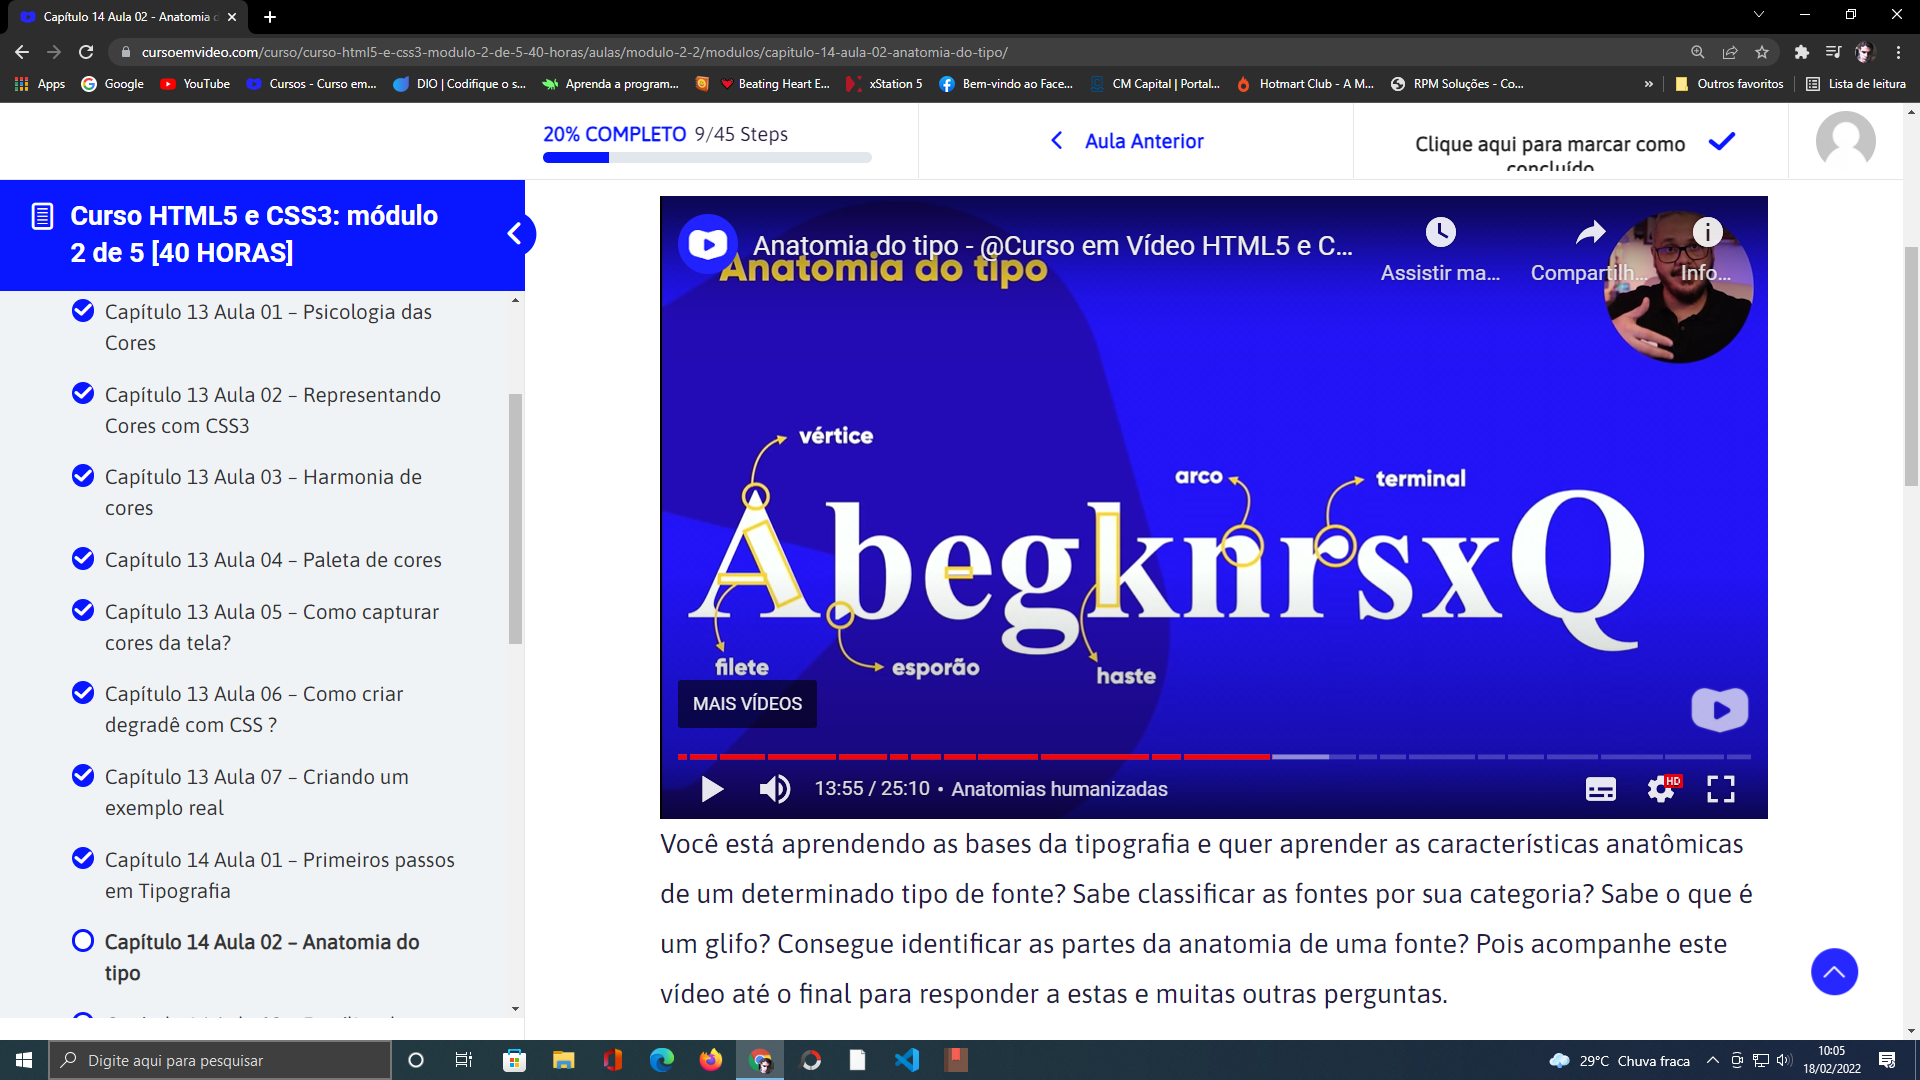 Capítulo 14 Aula 02 - Anatomia d
cursoemvideo.com/curso/curso-html5-e-css3-modulo-2-de-5-40-horas/aulas/modulo-2-2/modulos/capitulo-14-aula-02-anatomia-do-tipo/
Apps
Google
YouTube
Cursos - Curso em...
DIO | Codifique o s...
Aprenda a program...
Beating Heart E...
xStation 5
Bem-vindo ao Face...
CM Capital | Portal...
Hotmart Club - A M...
RPM Soluções - Co...
»
Outros favoritos
Lista de leitura
20% COMPLETO 9/45 Steps
Aula Anterior
Clique aqui para marcar como
concluído
Curso HTML5 e CSS3: módulo
2 de 5 [40 HORAS]
Capítulo 13 Aula 01 – Psicologia das
Cores
Capítulo 13 Aula 02 – Representando
Cores com CSS3
Capítulo 13 Aula 03 – Harmonia de
cores
Capítulo 13 Aula 04 – Paleta de cores
Capítulo 13 Aula 05 – Como capturar
cores da tela?
Capítulo 13 Aula 06 – Como criar
degradê com CSS ?
Capítulo 13 Aula 07 – Criando um
exemplo real
Capítulo 14 Aula 01 – Primeiros passos
em Tipografia
Capítulo 14 Aula 02 – Anatomia do
tipo
Anatomia do tipo - @Curso em Vídeo HTML5 e C...
Assistir ma...
Compartilh...
Info...
Anatomia do tipo
vértice
arco
terminal
AbegknrsxQ
filete
esporão
haste
MAIS VÍDEOS
13:55 / 25:10 • Anatomias humanizadas
HD
Você está aprendendo as bases da tipografia e quer aprender as características anatômicas
de um determinado tipo de fonte? Sabe classificar as fontes por sua categoria? Sabe o que é
um glifo? Consegue identificar as partes da anatomia de uma fonte? Pois acompanhe este
vídeo até o final para responder a estas e muitas outras perguntas.
Digite aqui para pesquisar
29°C Chuva fraca
10:05
18/02/2022